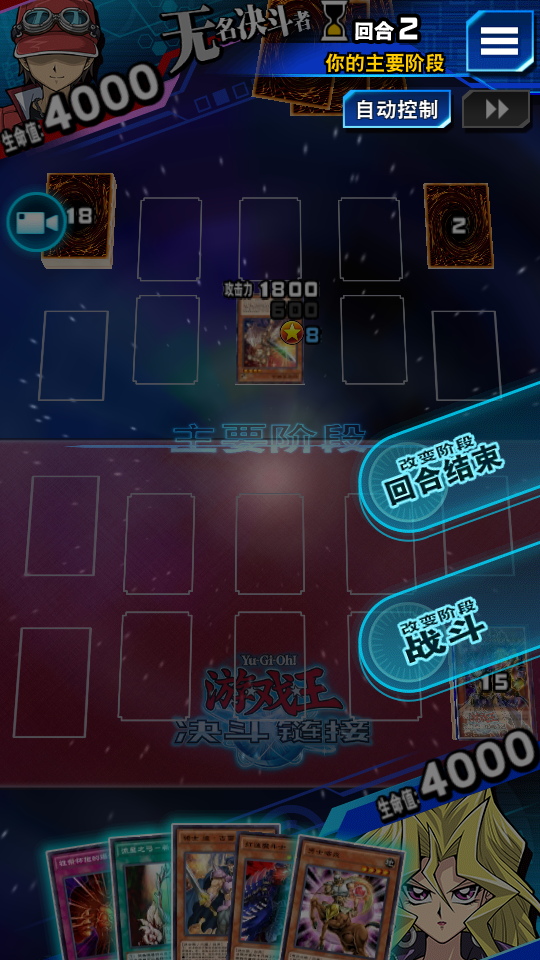 无名决斗者
回合 2
你的主要阶段
生命值: 4000
自动控制
18
2
攻击力 1800
600
8
主要阶段
改变阶段
回合结束
改变阶段
战斗
15
Yu-Gi-Oh!
游戏王
决斗 链接
生命值: 4000